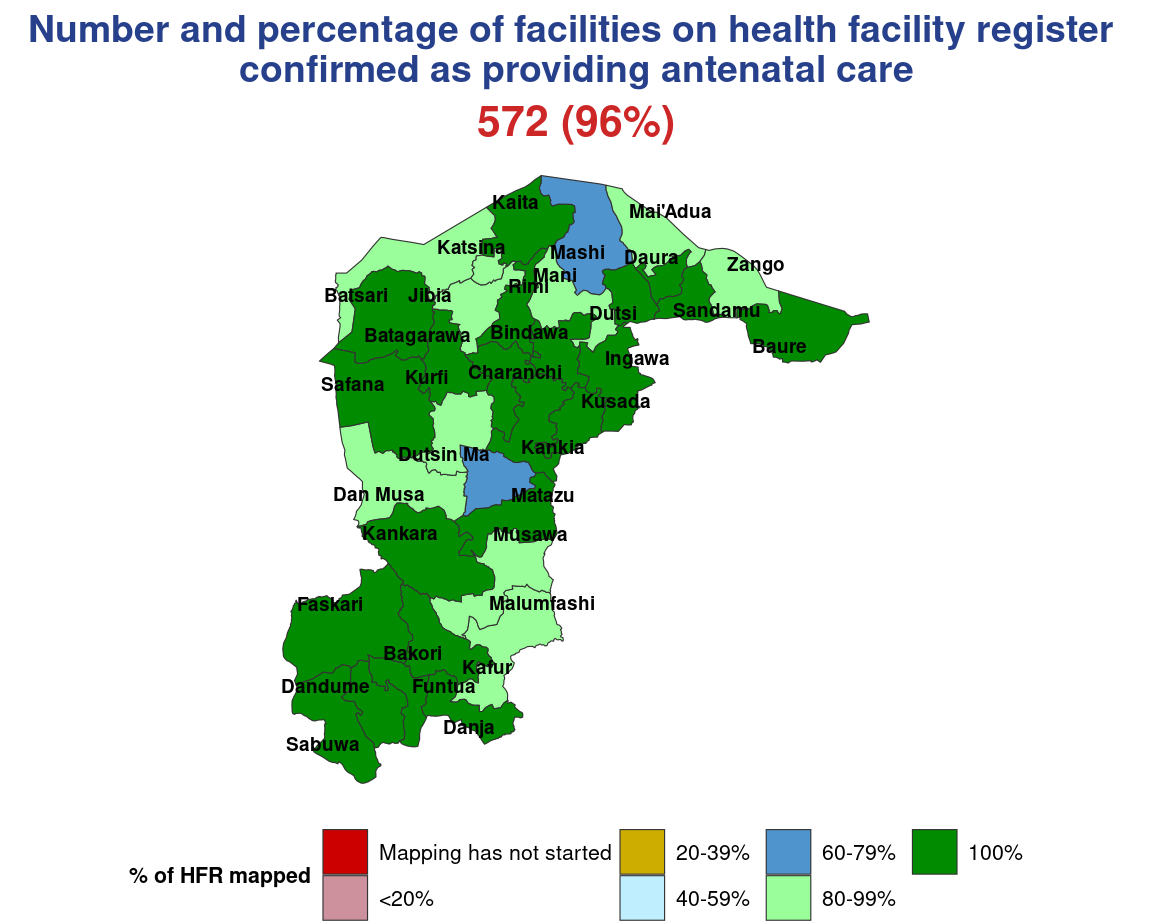 Number and percentage of facilities on health facility register
confirmed as providing antenatal care
572 (96%)
Kaita
Mai'Adua
Katsina
Mashi
Daura
Zango
Mani
Rimi
Batsari
Jibia
Dutsi
Sandamu
Batagarawa
Bindawa
Baure
Ingawa
Charanchi
Kurfi
Safana
Kusada
Kankia
Dutsin Ma
Dan Musa
Matazu
Kankara
Musawa
Faskari
Malumfashi
Bakori
Kafur
Dandume
Funtua
Danja
Sabuwa
% of HFR mapped
Mapping has not started
<20%
20-39%
40-59%
60-79%
80-99%
100%